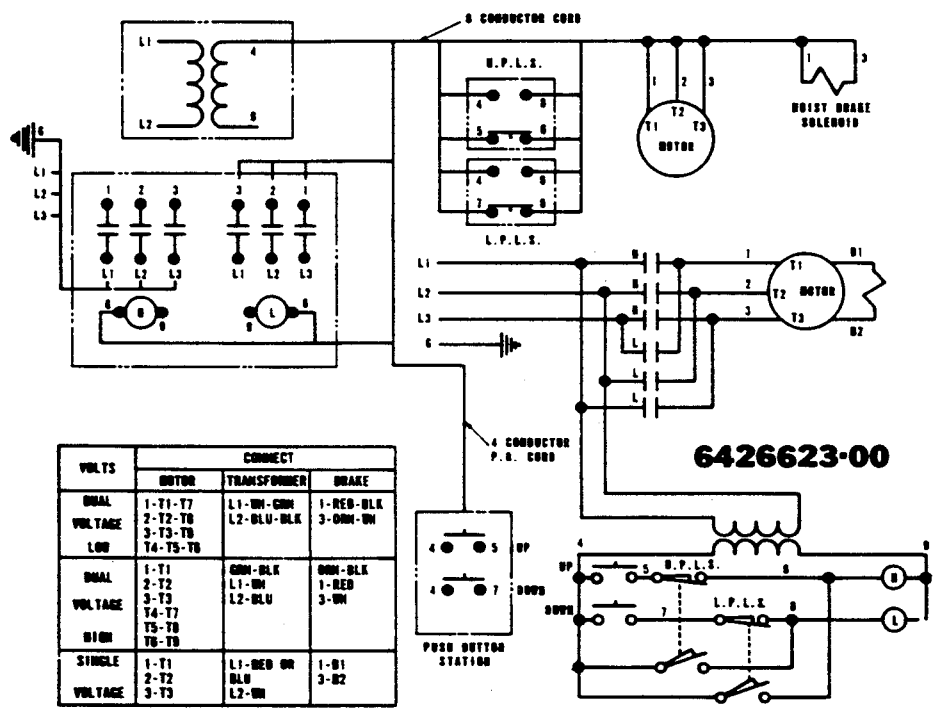 8 CONDUCTOR CORD
L1
4
L2
8
U.P.L.S.
4 8
5 6
4 8
7 8
L.P.L.S.
1 2 3
T1 T2 T3
MOTOR
1 3
HOIST BRAKE
SOLENOID
G
L1
L2
L3
1 2 3
3 2 1
L1 L2 L3
L1 L2 L3
L
L1
L2
L3
G
L
L
L
1
2
3
T1
T2
T3
MOTOR
B1
B2
4 CONDUCTOR
P.B. CORD
6426623-00
VOLTS
CONNECT
MOTOR TRANSFORMER BRAKE
DUAL
VOLTAGE
LOW
1-T1-T7
2-T2-T8
3-T3-T9
T4-T5-T6
L1-WH-GRN
L2-BLU-BLK
1-RED-BLK
3-ORN-WH
DUAL
VOLTAGE
HIGH
1-T1
2-T2
3-T3
T4-T7
T5-T8
T6-T9
GRN-BLK
L1-WH
L2-BLU
ORN-BLK
1-RED
3-WH
SINGLE
VOLTAGE
1-T1
2-T2
3-T3
L1-RED OR
BLU
L2-WH
1-B1
3-B2
4 5 UP
4 7 DOWN
PUSH BUTTON
STATION
4
UP
5
U.P.L.S.
6
DOWN
7
L.P.L.S.
8
L